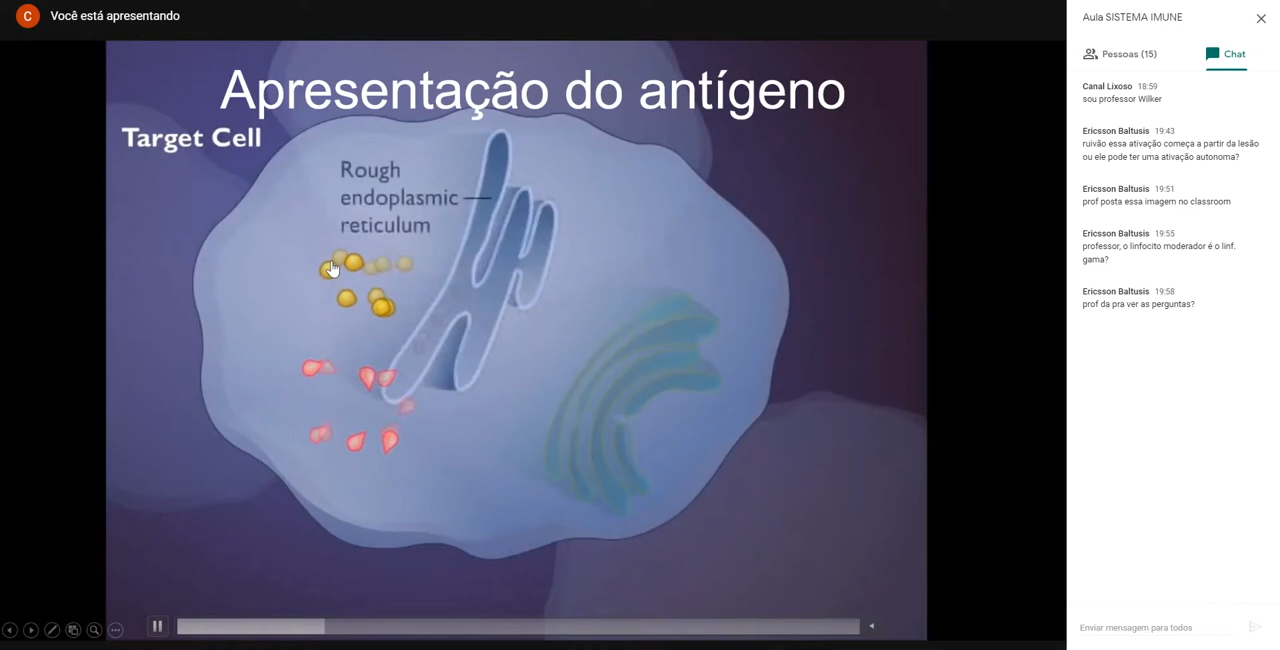 C Você está apresentando
Apresentação do antígeno
Target Cell
Rough
endoplasmic
reticulum
Aula SISTEMA IMUNE
Pessoas (15)
Chat
Canal Lixoso 18:59
sou professor Wilker
Ericsson Baltusis 19:43
ruivão essa ativação começa a partir da lesão
ou ele pode ter uma ativação autonoma?
Ericsson Baltusis 19:51
prof posta essa imagem no classroom
Ericsson Baltusis 19:55
professor, o linfocito moderador é o linf.
gama?
Ericsson Baltusis 19:58
prof da pra ver as perguntas?
Enviar mensagem para todos